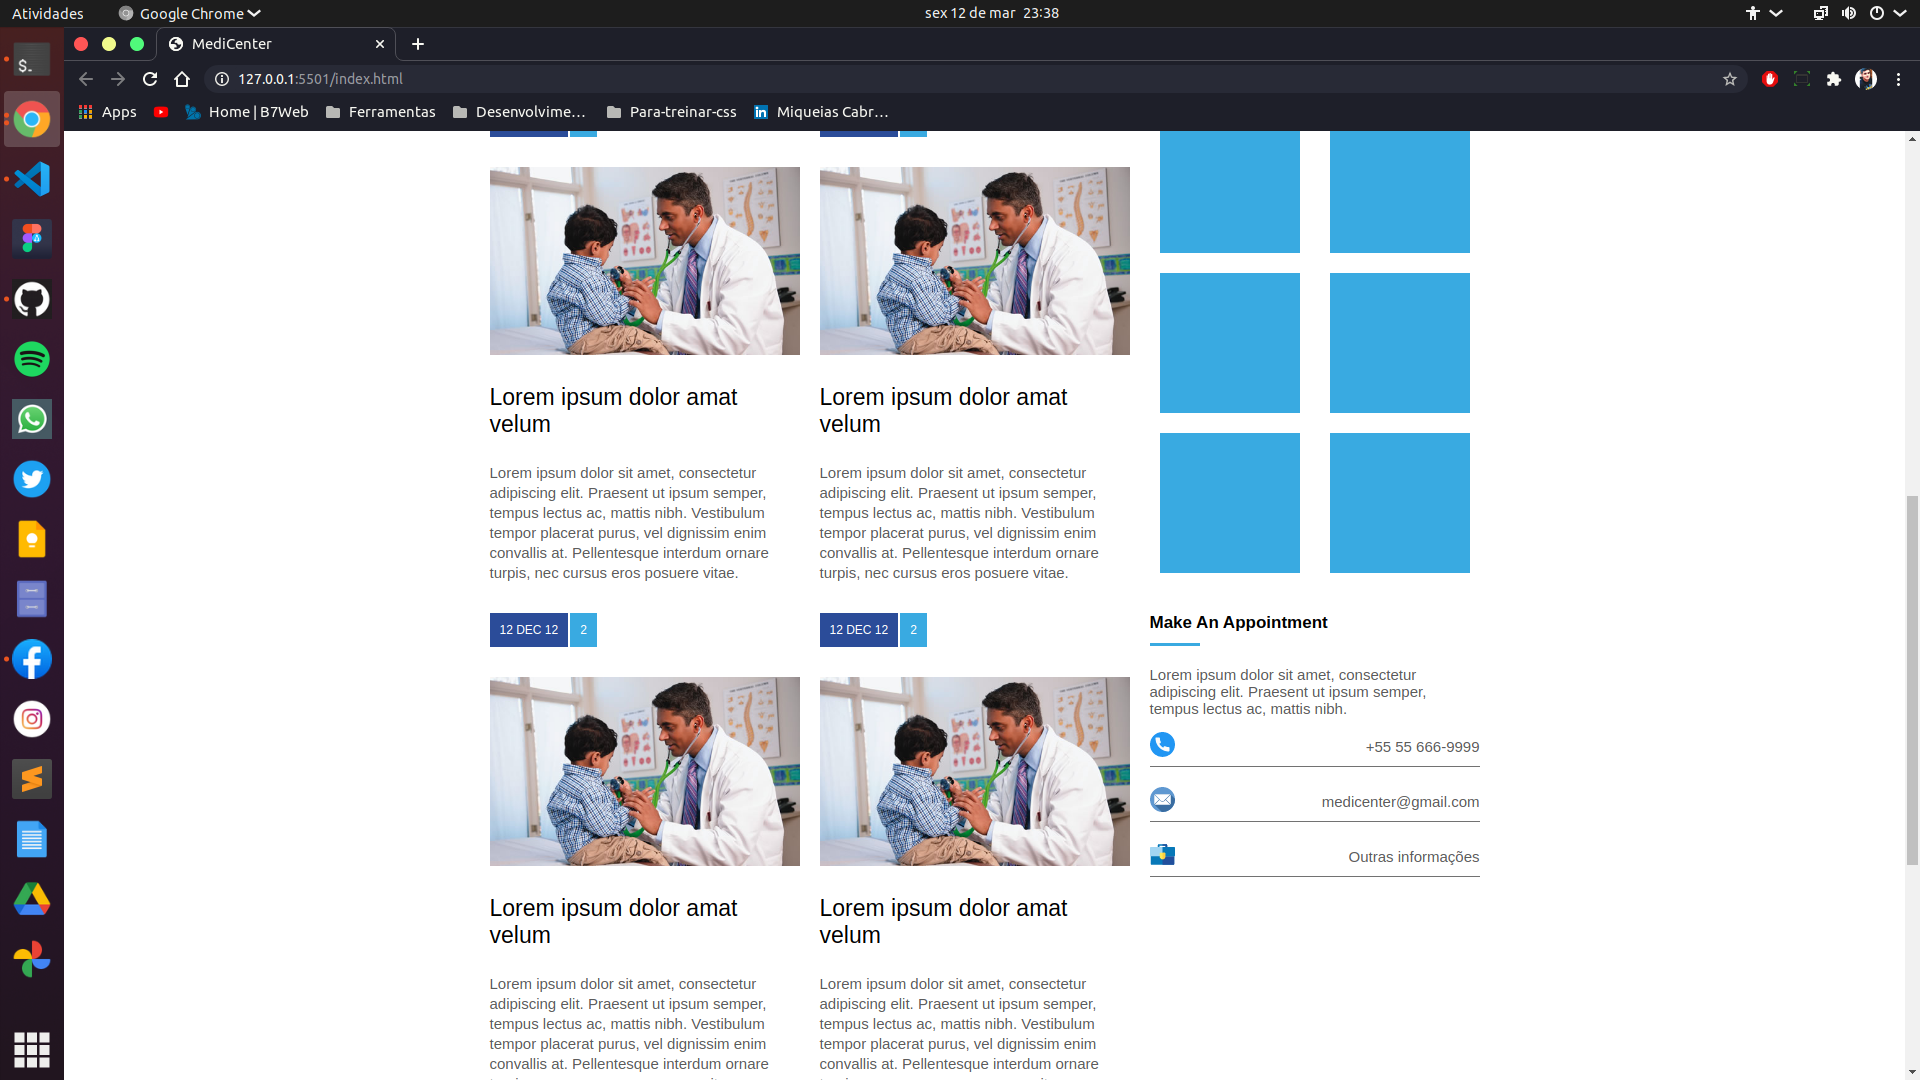 Atividades
Google Chrome
sex 12 de mar 23:38
MediCenter
127.0.0.1:5501/index.html
Apps
Home | B7Web
Ferramentas
Desenvolvime…
Para-treinar-css
Miqueias Cabr…
Lorem ipsum dolor amat
velum
Lorem ipsum dolor sit amet, consectetur
adipiscing elit. Praesent ut ipsum semper,
tempus lectus ac, mattis nibh. Vestibulum
tempor placerat purus, vel dignissim enim
convallis at. Pellentesque interdum ornare
turpis, nec cursus eros posuere vitae.
12 DEC 12
2
Lorem ipsum dolor amat
velum
Lorem ipsum dolor sit amet, consectetur
adipiscing elit. Praesent ut ipsum semper,
tempus lectus ac, mattis nibh. Vestibulum
tempor placerat purus, vel dignissim enim
convallis at. Pellentesque interdum ornare
turpis, nec cursus eros posuere vitae.
12 DEC 12
2
Lorem ipsum dolor amat
velum
Lorem ipsum dolor sit amet, consectetur
adipiscing elit. Praesent ut ipsum semper,
tempus lectus ac, mattis nibh. Vestibulum
tempor placerat purus, vel dignissim enim
convallis at. Pellentesque interdum ornare
Lorem ipsum dolor amat
velum
Lorem ipsum dolor sit amet, consectetur
adipiscing elit. Praesent ut ipsum semper,
tempus lectus ac, mattis nibh. Vestibulum
tempor placerat purus, vel dignissim enim
convallis at. Pellentesque interdum ornare
Make An Appointment
Lorem ipsum dolor sit amet, consectetur
adipiscing elit. Praesent ut ipsum semper,
tempus lectus ac, mattis nibh.
+55 55 666-9999
medicenter@gmail.com
Outras informações